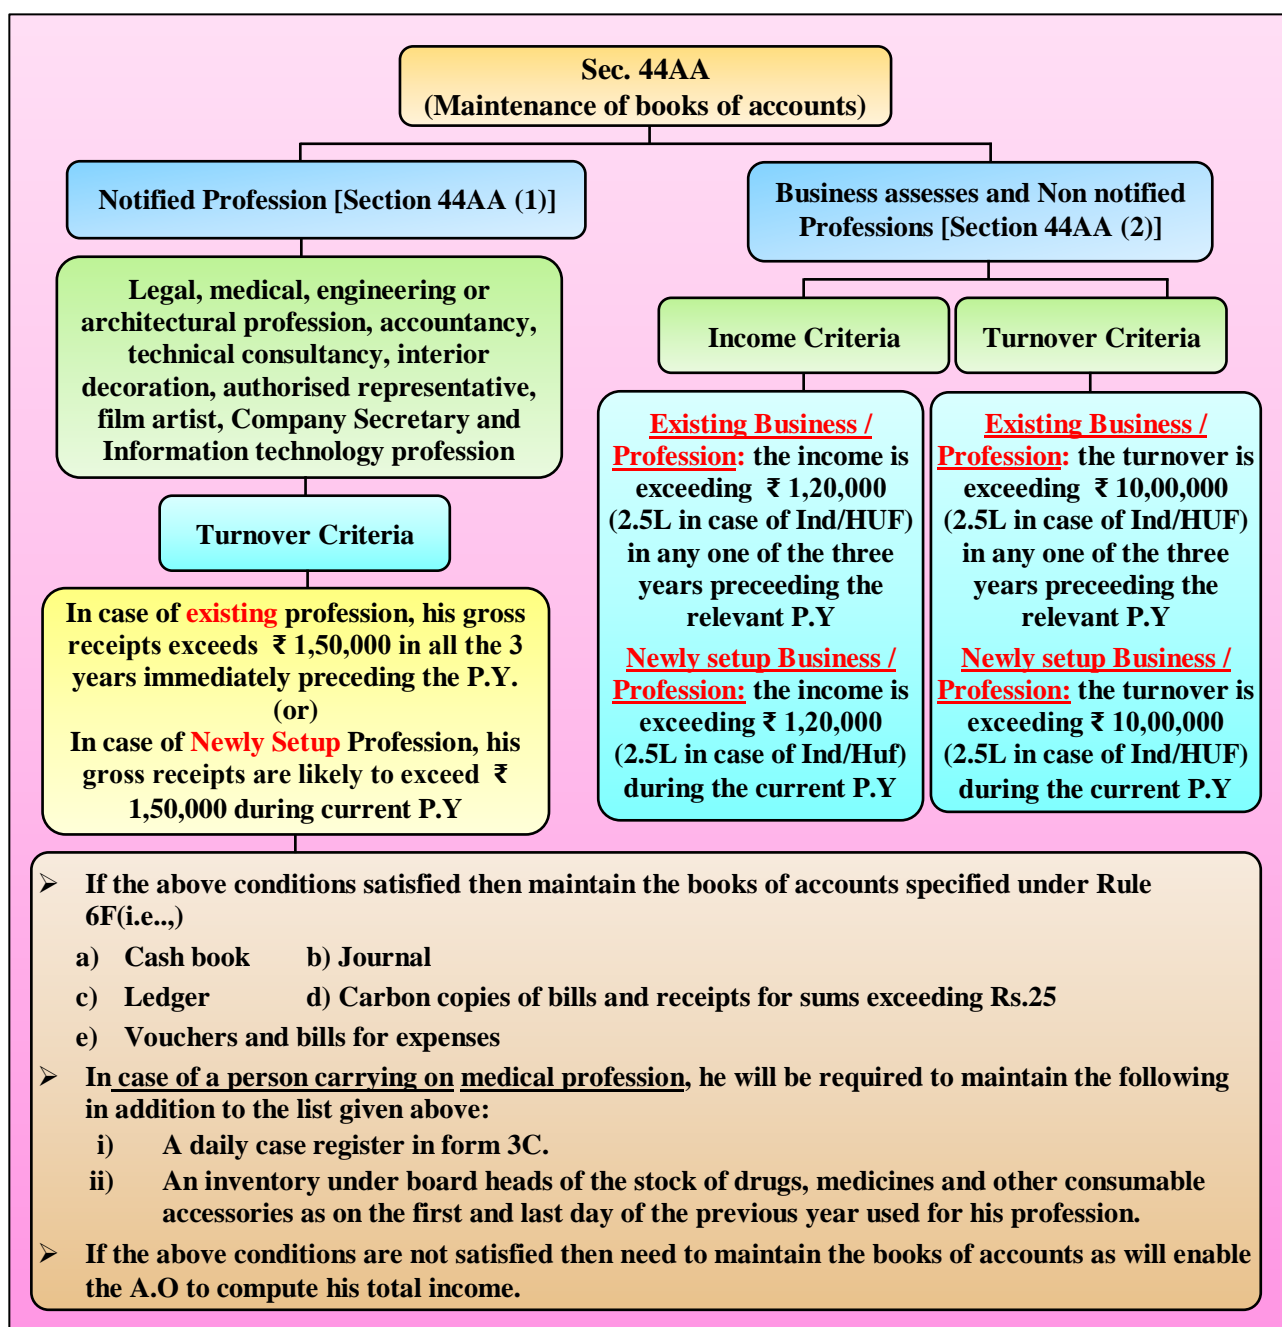 Sec. 44AA
(Maintenance of books of accounts)
Notified Profession [Section 44AA (1)]
Business assesses and Non notified
Professions [Section 44AA (2)]
Legal, medical, engineering or
architectural profession, accountancy,
technical consultancy, interior
decoration, authorised representative,
film artist, Company Secretary and
Information technology profession
Turnover Criteria
In case of existing profession, his gross
receipts exceeds ₹ 1,50,000 in all the 3
years immediately preceding the P.Y.
(or)
In case of Newly Setup Profession, his
gross receipts are likely to exceed ₹
1,50,000 during current P.Y
Income Criteria
Existing Business /
Profession: the income is
exceeding ₹ 1,20,000
(2.5L in case of Ind/HUF)
in any one of the three
years preceeding the
relevant P.Y
Newly setup Business /
Profession: the income is
exceeding ₹ 1,20,000
(2.5L in case of Ind/Huf)
during the current P.Y
Turnover Criteria
Existing Business /
Profession: the turnover is
exceeding ₹ 10,00,000
(2.5L in case of Ind/HUF)
in any one of the three
years preceeding the
relevant P.Y
Newly setup Business /
Profession: the turnover is
exceeding ₹ 10,00,000
(2.5L in case of Ind/HUF)
during the current P.Y
➢ If the above conditions satisfied then maintain the books of accounts specified under Rule
6F(i.e..,)
a) Cash book b) Journal
c) Ledger d) Carbon copies of bills and receipts for sums exceeding Rs.25
e) Vouchers and bills for expenses
➢ In case of a person carrying on medical profession, he will be required to maintain the following
in addition to the list given above:
i) A daily case register in form 3C.
ii) An inventory under board heads of the stock of drugs, medicines and other consumable
accessories as on the first and last day of the previous year used for his profession.
➢ If the above conditions are not satisfied then need to maintain the books of accounts as will enable
the A.O to compute his total income.